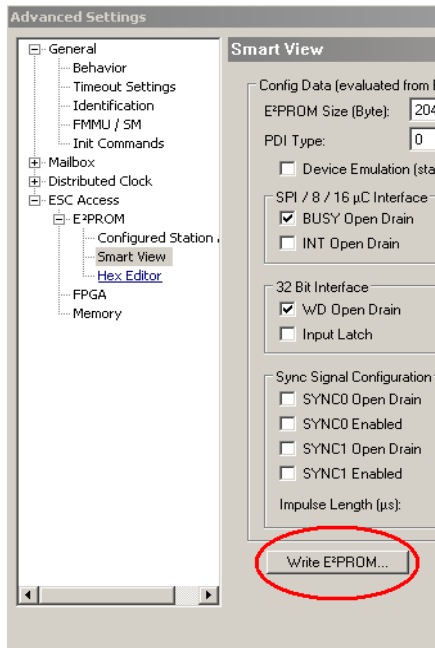 Advanced Settings
General
Behavior
Timeout Settings
Identification
FMMU / SM
Init Commands
Mailbox
Distributed Clock
ESC Access
E²PROM
Configured Station
Smart View
Hex Editor
FPGA
Memory
Smart View
Config Data (evaluated from
E²PROM Size (Byte): 204
PDI Type: 0
Device Emulation (sta
SPI / 8 / 16 µC Interface
BUSY Open Drain
INT Open Drain
32 Bit Interface
WD Open Drain
Input Latch
Sync Signal Configuration
SYNC0 Open Drain
SYNC0 Enabled
SYNC1 Open Drain
SYNC1 Enabled
Impulse Length (µs):
Write E²PROM...